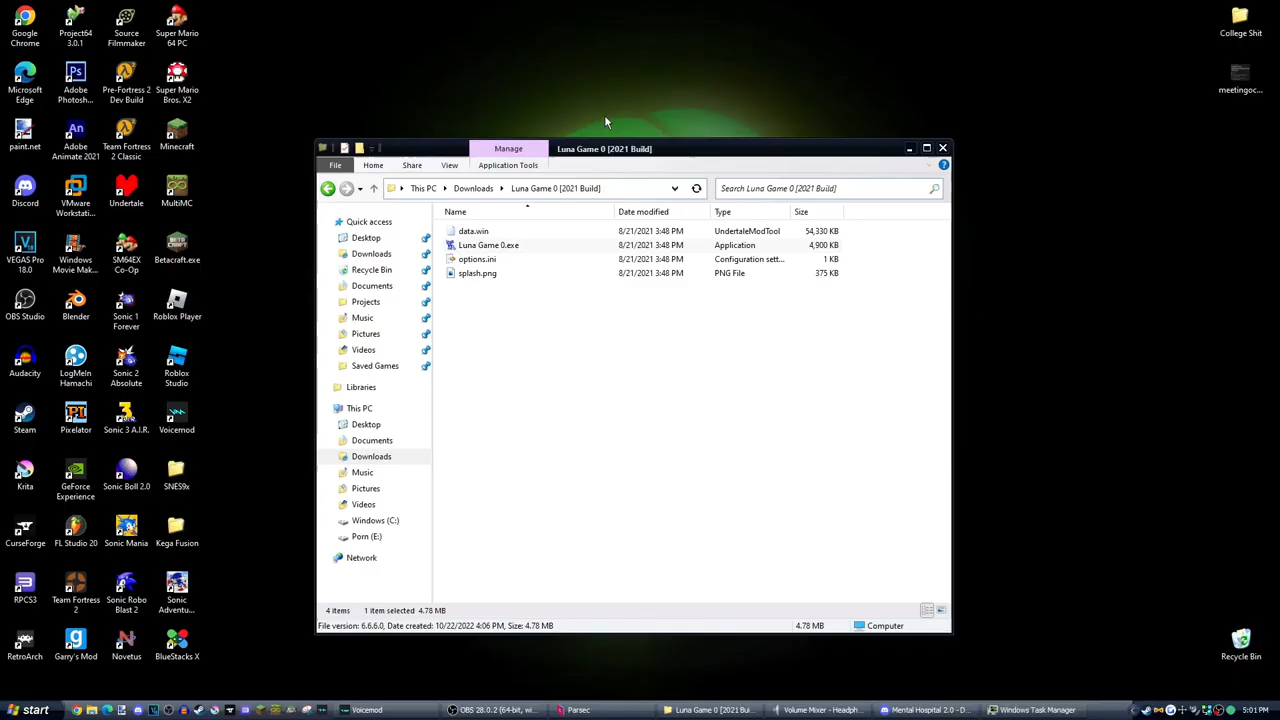 Google Chrome
Project64 3.0.1
Source Filmmaker
Super Mario 64 PC
College Shit
Microsoft Edge
Adobe Photosh...
Pre-Fortress 2 Dev Build
Super Mario Bros. X2
meetingoc...
paint.net
Adobe Animate 2021
Team Fortress 2 Classic
Minecraft
Discord
VMware Workstati...
Undertale
MultiMC
VEGAS Pro 18.0
Windows Movie Mak...
SM64EX Co-Op
Betacraft.exe
OBS Studio
Blender
Sonic 1 Forever
Roblox Player
Audacity
LogMeIn Hamachi
Sonic 2 Absolute
Roblox Studio
Steam
Pixelator
Sonic 3 A.I.R.
Voicemod
Krita
GeForce Experience
Sonic Boll 2.0
SNES9x
CurseForge
FL Studio 20
Sonic Mania
Kega Fusion
RPCS3
Team Fortress 2
Sonic Robo Blast 2
Sonic Adventu...
RetroArch
Garry's Mod
Novetus
BlueStacks X
Recycle Bin
Manage
Luna Game 0 [2021 Build]
File Home Share View Application Tools
This PC Downloads Luna Game 0 [2021 Build]
Search Luna Game 0 [2021 Build]
Name Date modified Type Size
data.win 8/21/2021 3:48 PM UndertaleModTool 54,330 KB
Luna Game 0.exe 8/21/2021 3:48 PM Application 4,900 KB
options.ini 8/21/2021 3:48 PM Configuration sett... 1 KB
splash.png 8/21/2021 3:48 PM PNG File 375 KB
Quick access
Desktop
Downloads
Recycle Bin
Documents
Projects
Music
Pictures
Videos
Saved Games
Libraries
This PC
Desktop
Documents
Downloads
Music
Pictures
Videos
Windows (C:)
Porn (E:)
Network
4 items 1 item selected 4.78 MB
File version: 6.6.6.0, Date created: 10/22/2022 4:06 PM, Size: 4.78 MB
4.78 MB Computer
start
Voicemod
OBS 28.0.2 (64-bit, wi...
Parsec
Luna Game 0 [2021 Bui...
Volume Mixer - Headph...
Mental Hospital 2.0 - D...
Windows Task Manager
5:01 PM